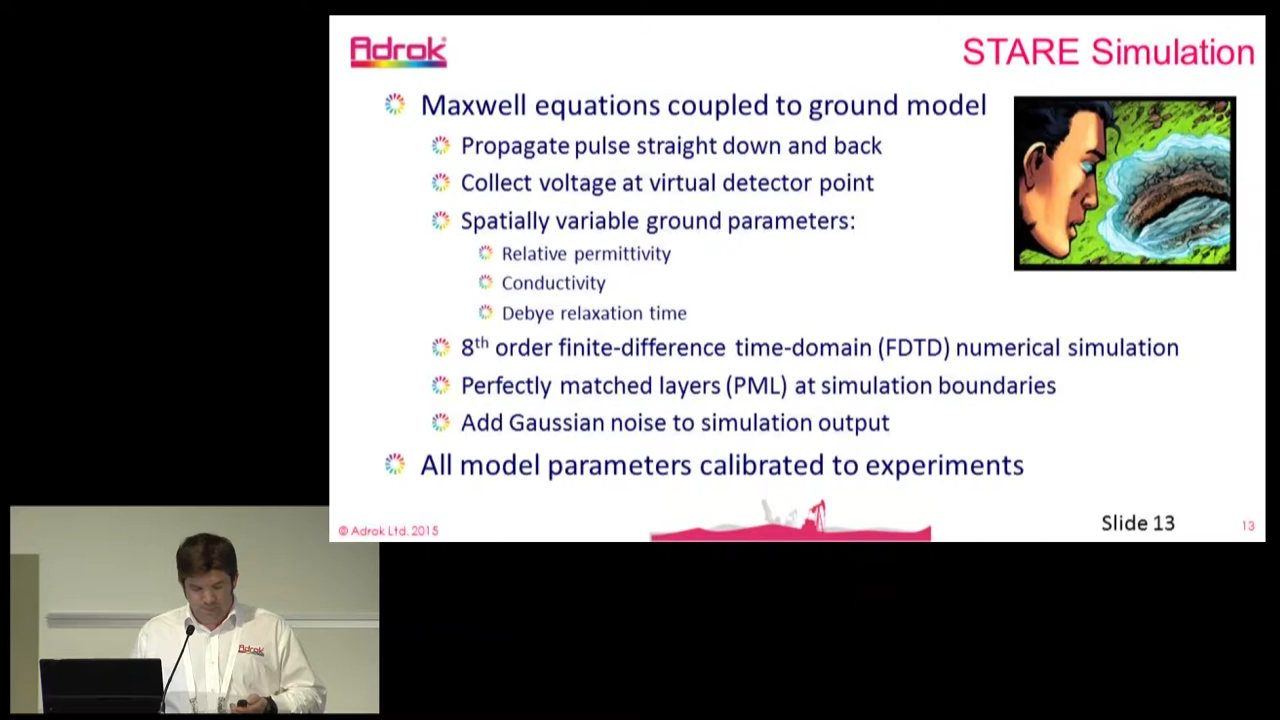 Adrok®
STARE Simulation
Maxwell equations coupled to ground model
Propagate pulse straight down and back
Collect voltage at virtual detector point
Spatially variable ground parameters:
Relative permittivity
Conductivity
Debye relaxation time
8th order finite-difference time-domain (FDTD) numerical simulation
Perfectly matched layers (PML) at simulation boundaries
Add Gaussian noise to simulation output
All model parameters calibrated to experiments
© Adrok Ltd. 2015
Slide 13
13
Adrok